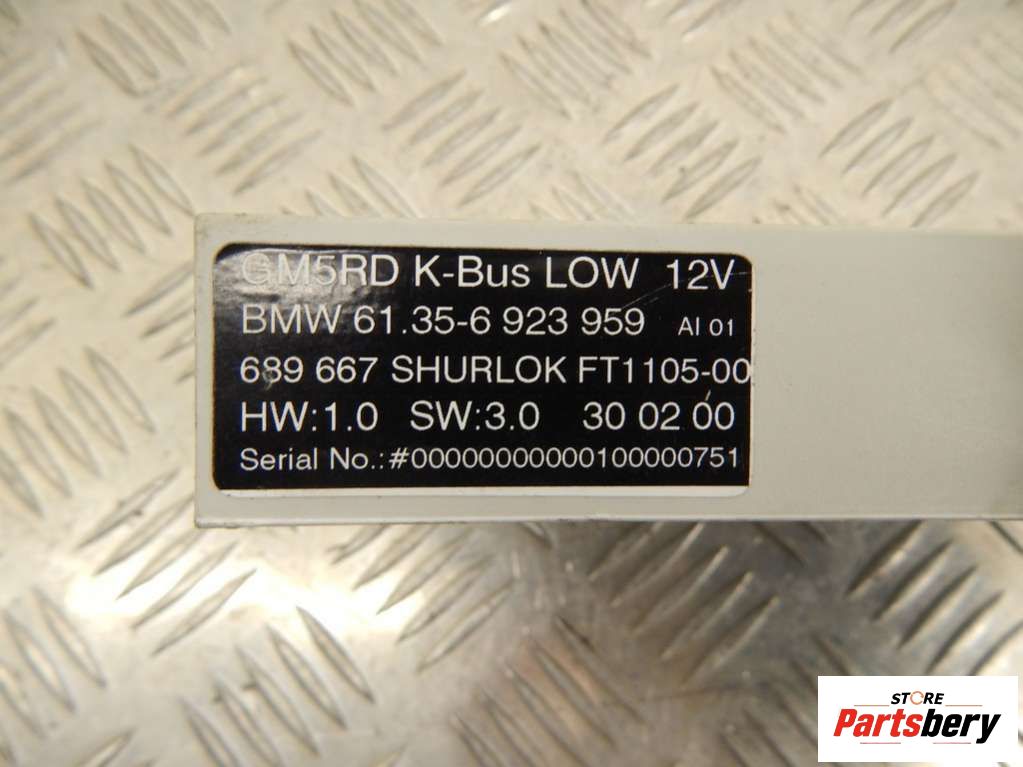 GM5RD K-Bus LOW 12V
BMW 61.35-6 923 959 AI 01
689 667 SHURLOK FT1105-00
HW:1.0 SW:3.0 30 02 00
Serial No.:#00000000000100000751
STORE
Partsbery